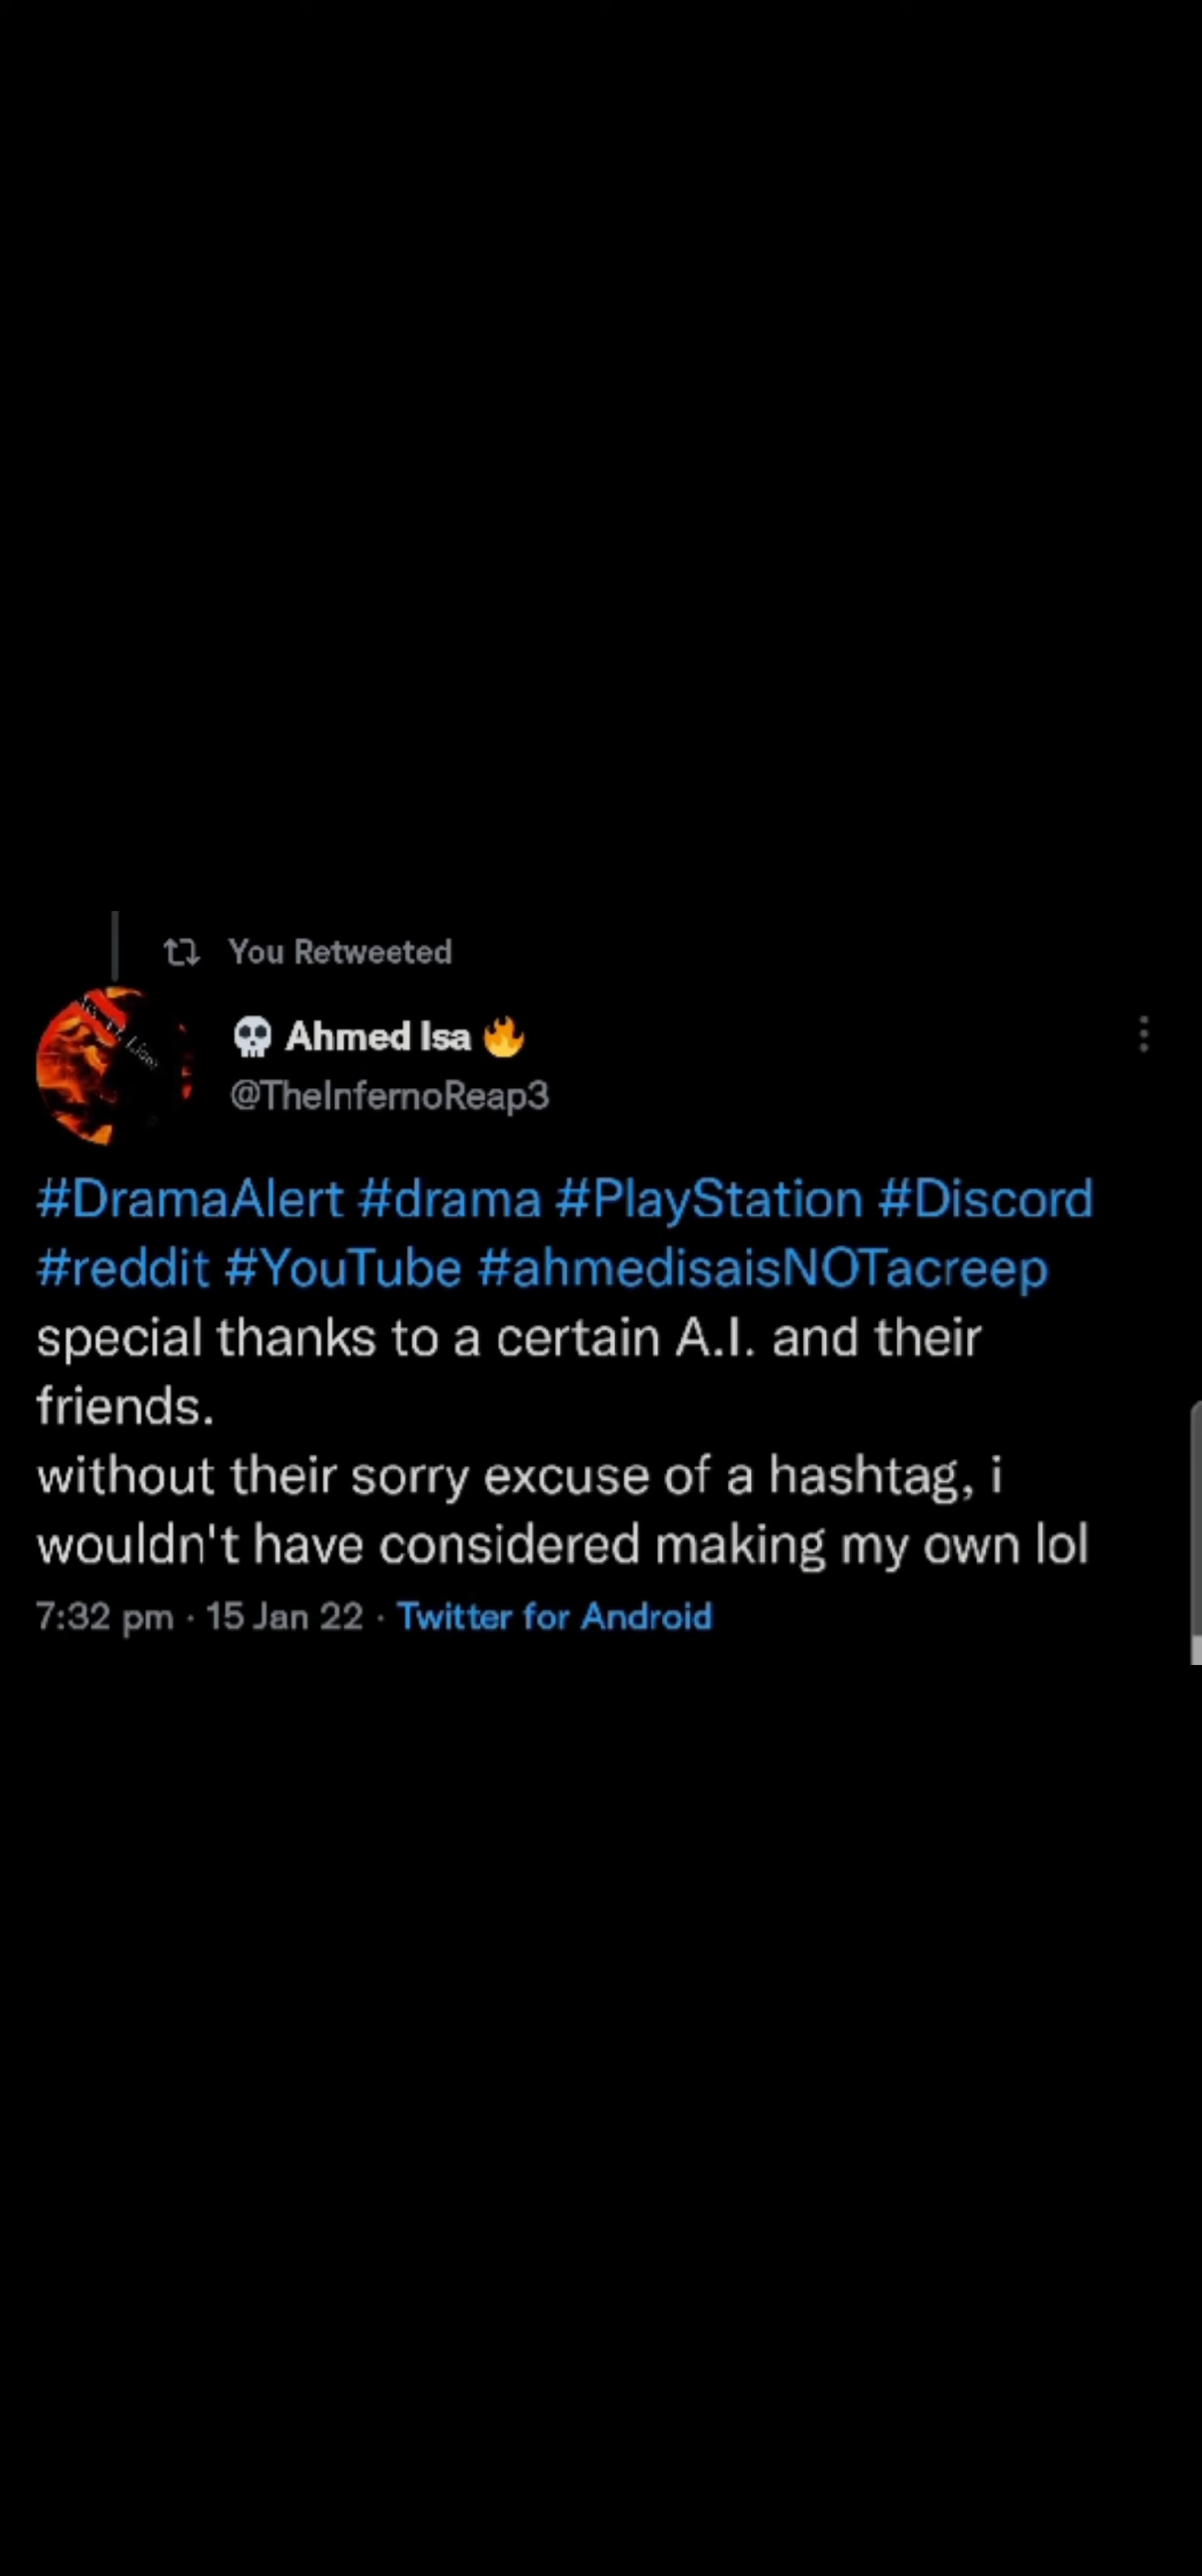 You Retweeted
💀 Ahmed Isa 🔥
@TheInfernoReap3
#DramaAlert #drama #PlayStation #Discord
#reddit #YouTube #ahmedisaisNOTacreep
special thanks to a certain A.I. and their
friends.
without their sorry excuse of a hashtag, i
wouldn't have considered making my own lol
7:32 pm · 15 Jan 22 · Twitter for Android